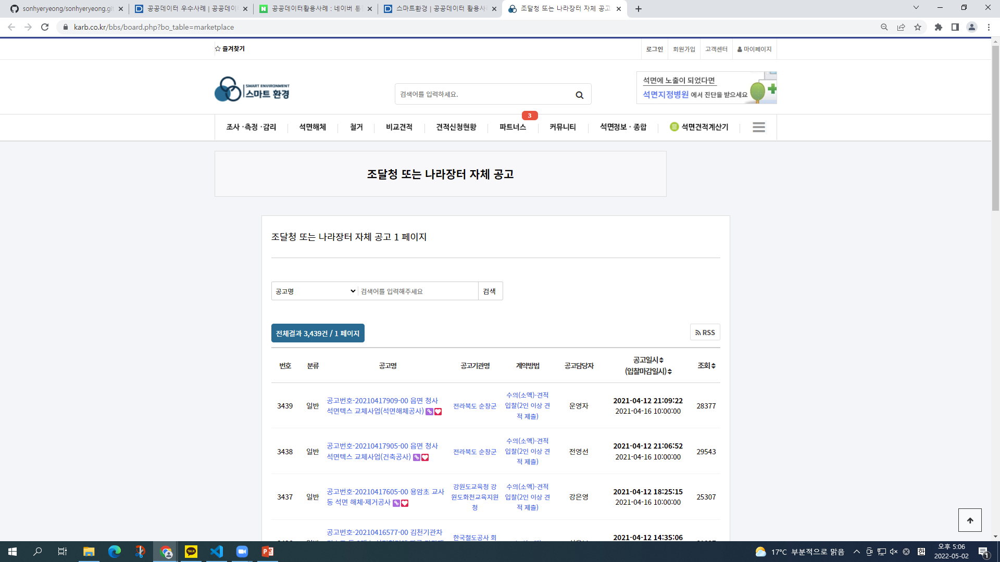 sonhyeryeong/sonhyeryeong.git
공공데이터 우수사례 | 공공데이터
공공데이터활용사례 : 네이버 통합
스마트환경 | 공공데이터 활용사례
조달청 또는 나라장터 자체 공고
karb.co.kr/bbs/board.php?bo_table=marketplace
즐겨찾기
로그인
회원가입
고객센터
마이페이지
SMART ENVIRONMENT
스마트 환경
검색어를 입력하세요.
석면에 노출이 되었다면
석면지정병원 에서 진단을 받으세요
3
조사 ·측정 ·감리
석면해체
철거
비교견적
견적신청현황
파트너스
커뮤니티
석면정보 · 종합
석면견적계산기
조달청 또는 나라장터 자체 공고
조달청 또는 나라장터 자체 공고 1 페이지
공고명
검색어를 입력해주세요
검색
전체결과 3,439건 / 1 페이지
RSS
번호
분류
공고명
공고기관명
계약방법
공고담당자
공고일시
(입찰마감일시)
조회
3439
일반
공고번호-20210417909-00 읍면 청사
석면텍스 교체사업(석면해체공사)
전라북도 순창군
수의(소액)-견적
입찰(2인 이상 견
적 제출)
운영자
2021-04-12 21:09:22
2021-04-16 10:00:00
28377
3438
일반
공고번호-20210417905-00 읍면 청사
석면텍스 교체사업(건축공사)
전라북도 순창군
수의(소액)-견적
입찰(2인 이상 견
적 제출)
전영선
2021-04-12 21:06:52
2021-04-16 10:00:00
29543
3437
일반
공고번호-20210417605-00 용암초 교사
동 석면 해체·제거공사
강원도교육청 강
원도화천교육지원
청
수의(소액)-견적
입찰(2인 이상 견
적 제출)
강은영
2021-04-12 18:25:15
2021-04-16 10:00:00
25307
공고번호-20210416577-00 김천기관차
한국철도공사 회
2021-04-12 14:35:06
TALK
17°C 부분적으로 맑음
한
오후 5:06
2022-05-02
1